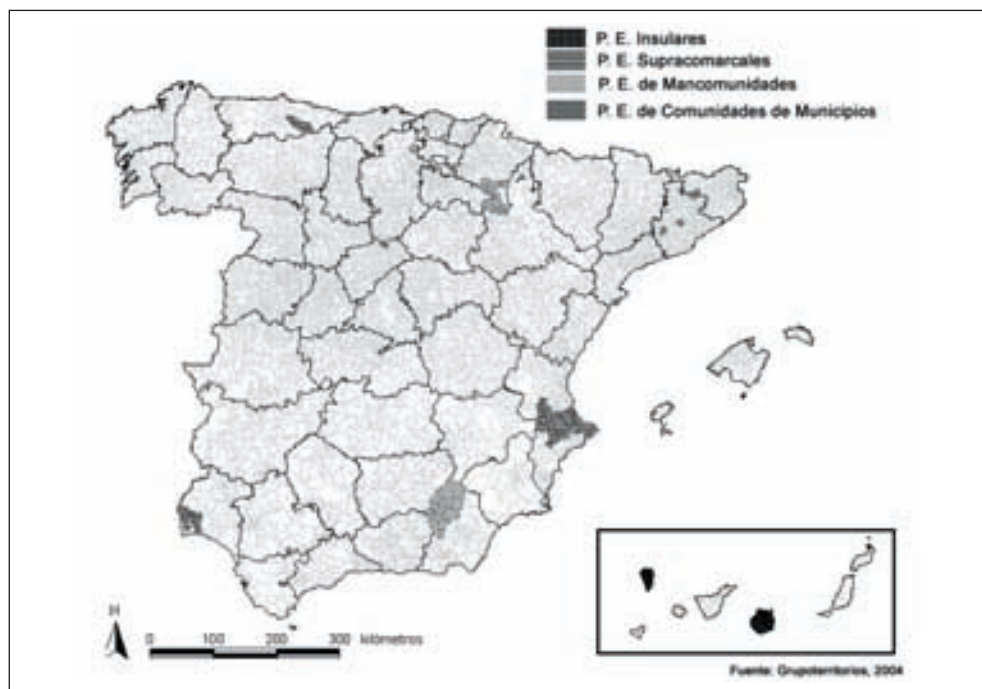 P. E. Insulares
P. E. Supracomarcales
P. E. de Mancomunidades
P. E. de Comunidades de Municipios
N
0 100 200 300 kilómetros
Fuente: Grupoterritorios, 2004